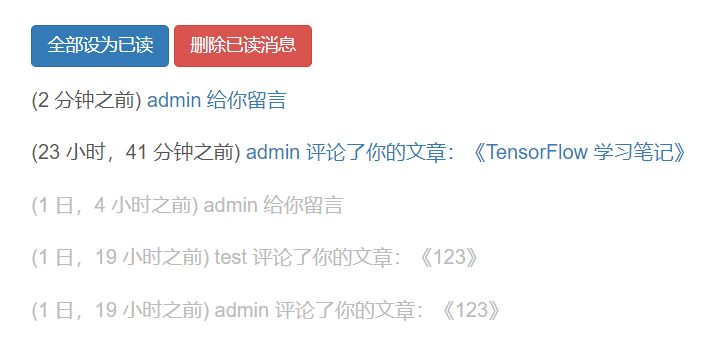 全部设为已读 删除已读消息
(2 分钟之前) admin 给你留言
(23 小时，41 分钟之前) admin 评论了你的文章：《TensorFlow 学习笔记》
(1 日，4 小时之前) admin 给你留言
(1 日，19 小时之前) test 评论了你的文章：《123》
(1 日，19 小时之前) admin 评论了你的文章：《123》